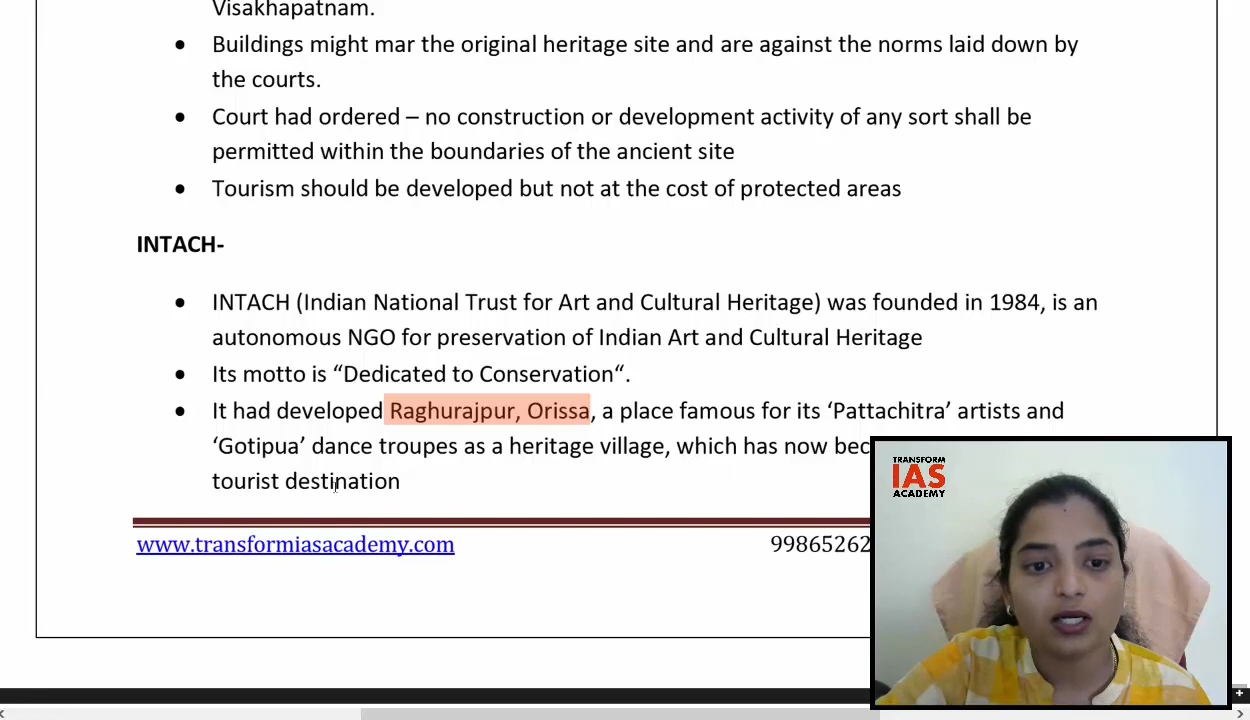 Visakhapatnam.
• Buildings might mar the original heritage site and are against the norms laid down by
the courts.
• Court had ordered – no construction or development activity of any sort shall be
permitted within the boundaries of the ancient site
• Tourism should be developed but not at the cost of protected areas
INTACH-
• INTACH (Indian National Trust for Art and Cultural Heritage) was founded in 1984, is an
autonomous NGO for preservation of Indian Art and Cultural Heritage
• Its motto is “Dedicated to Conservation“.
• It had developed Raghurajpur, Orissa, a place famous for its ‘Pattachitra’ artists and
‘Gotipua’ dance troupes as a heritage village, which has now
tourist destination
www.transformiasacademy.com 99865262
TRANSFORM
IAS
ACADEMY